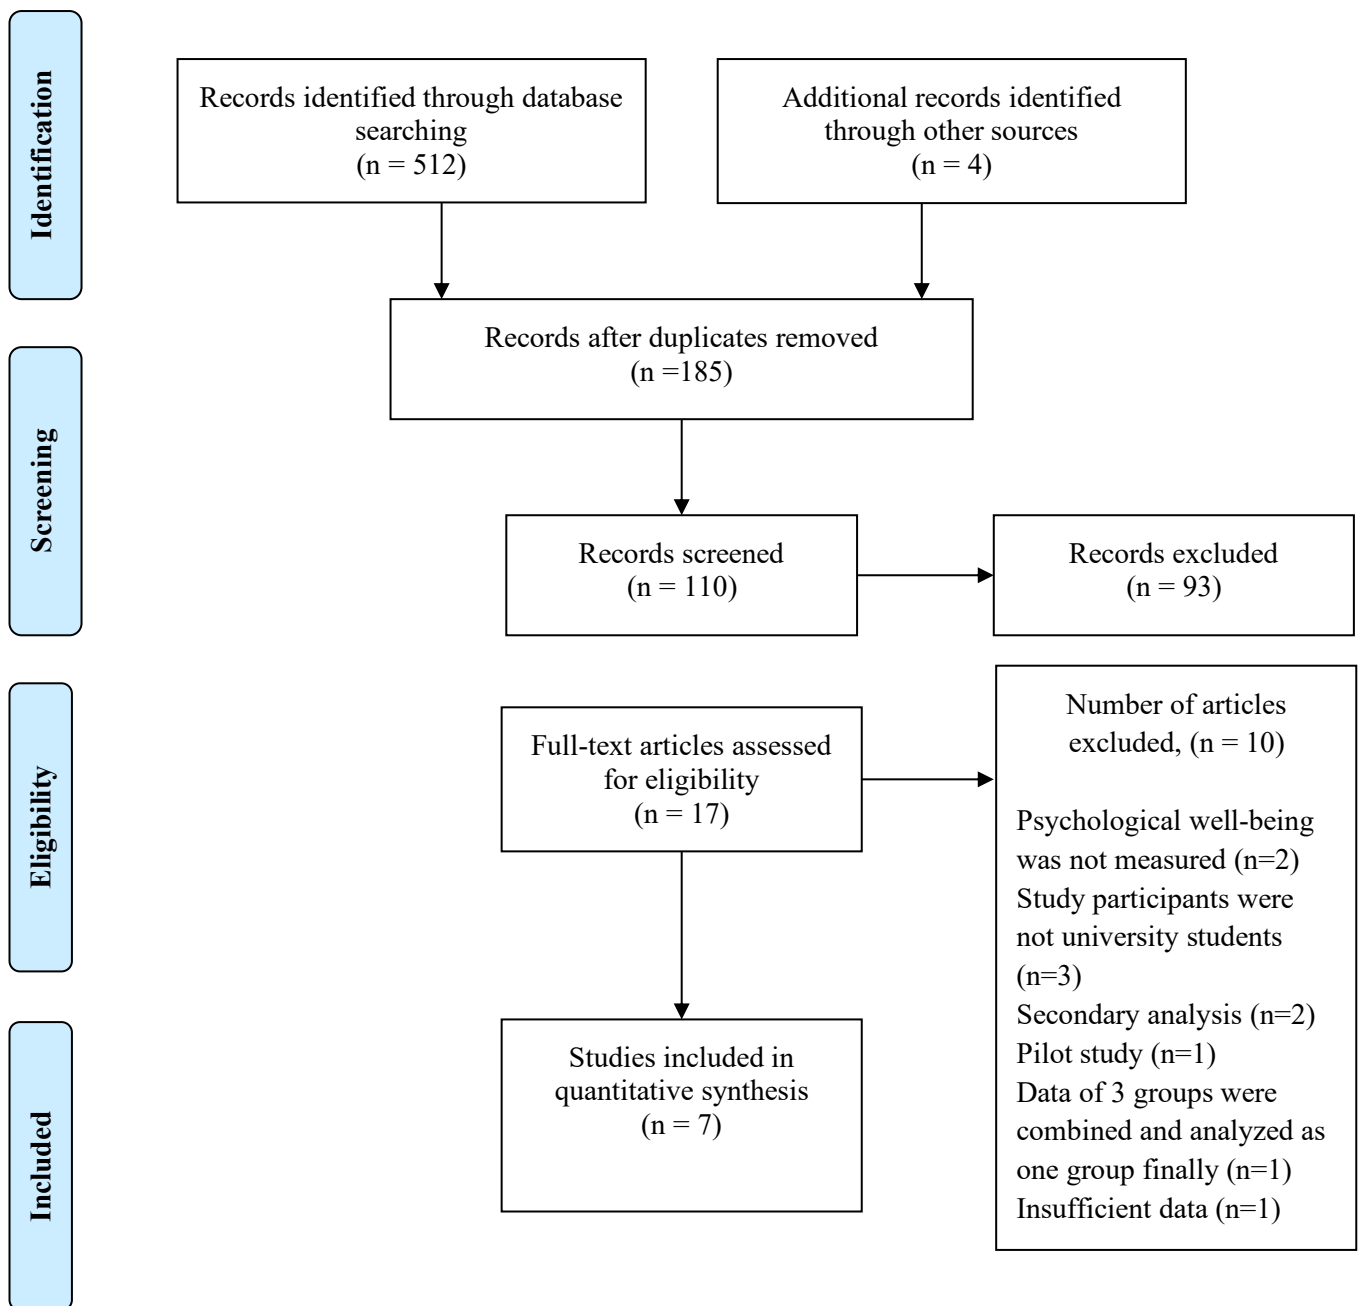 Identification
Records identified through database
searching
(n = 512)
Additional records identified
through other sources
(n = 4)
Records after duplicates removed
(n =185)
Screening
Records screened
(n = 110)
Records excluded
(n = 93)
Eligibility
Full-text articles assessed
for eligibility
(n = 17)
Number of articles
excluded, (n = 10)
Psychological well-being
was not measured (n=2)
Study participants were
not university students
(n=3)
Secondary analysis (n=2)
Pilot study (n=1)
Data of 3 groups were
combined and analyzed as
one group finally (n=1)
Insufficient data (n=1)
Included
Studies included in
quantitative synthesis
(n = 7)